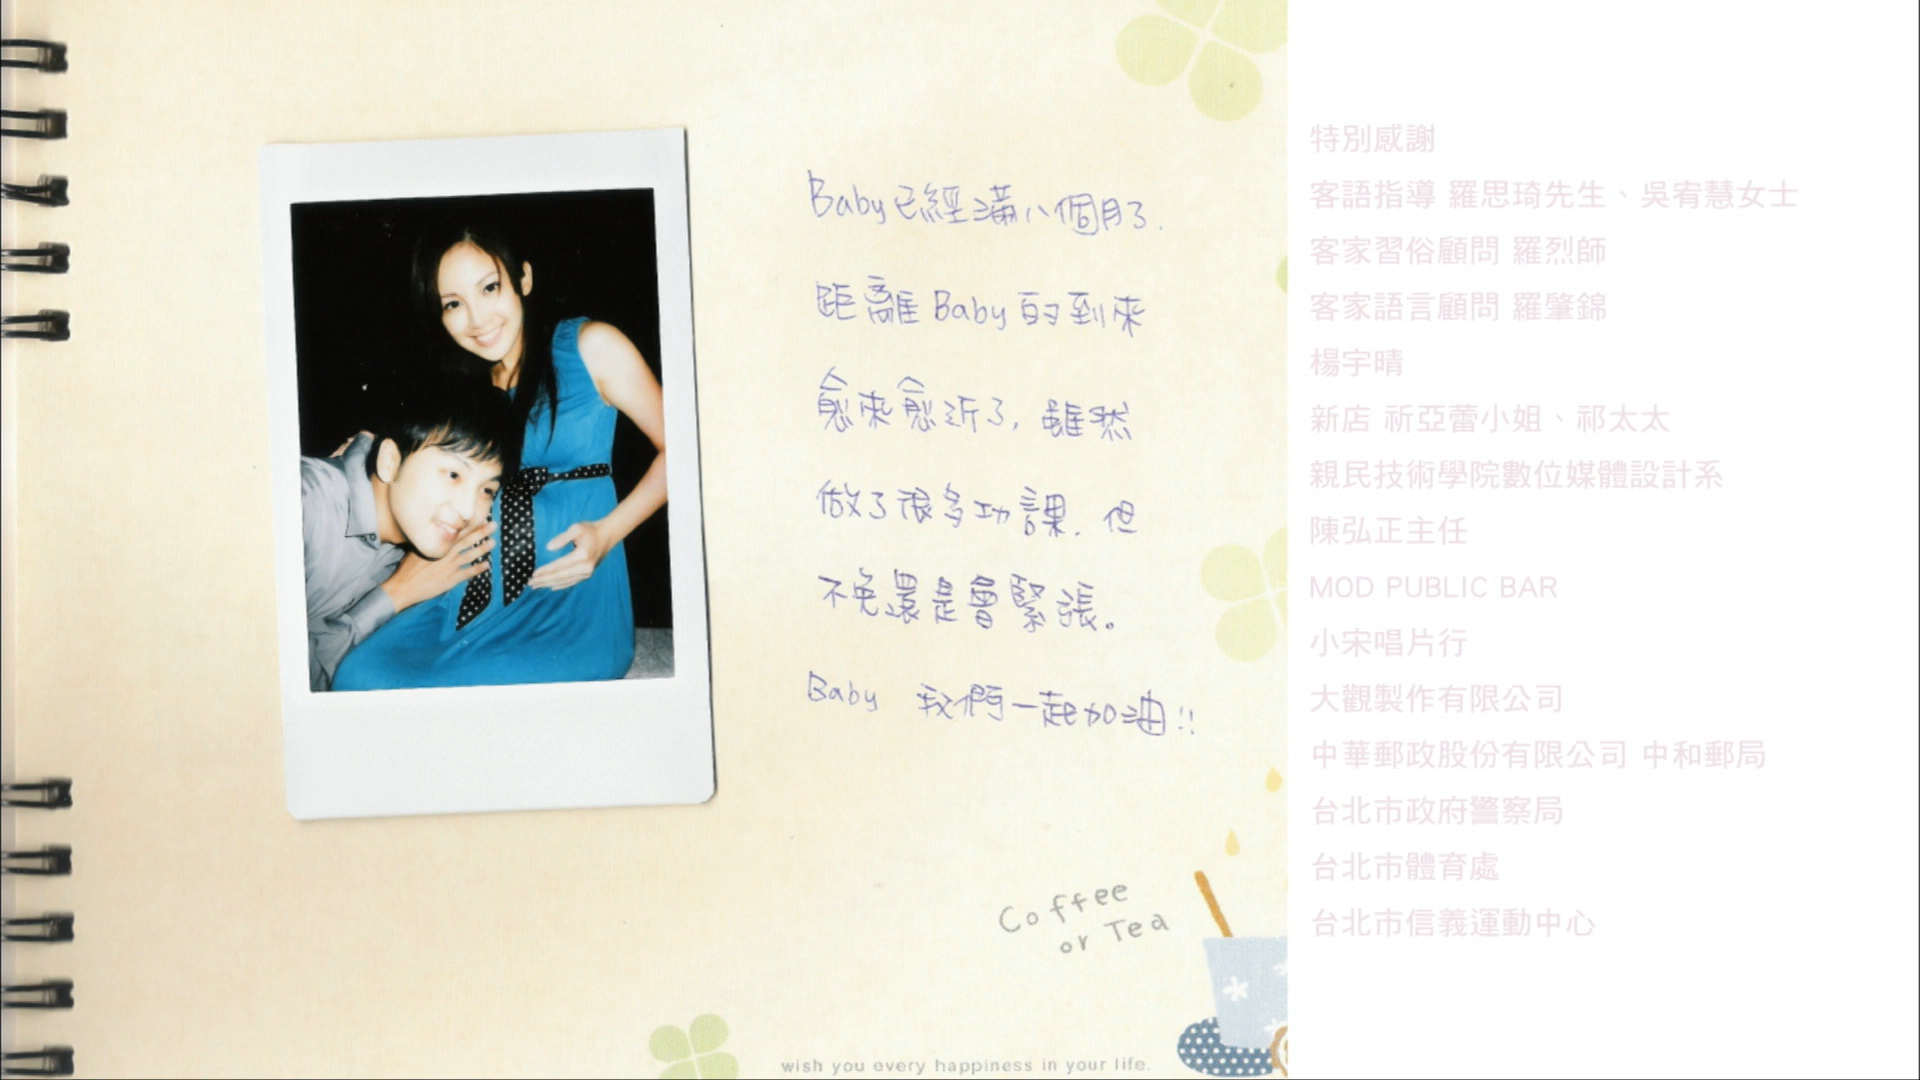 Baby已經滿八個月了.
距離Baby的到來
愈來愈近了, 雖然
做了很多功課. 但
不免還是會緊張。
Baby 我們一起加油!!
Coffee
or Tea
wish you every happiness in your life.
特別感謝
客語指導 羅思琦先生、吳宥慧女士
客家習俗顧問 羅烈師
客家語言顧問 羅肇錦
楊宇晴
新店 祈亞蕾小姐、祁太太
親民技術學院數位媒體設計系
陳弘正主任
MOD PUBLIC BAR
小宋唱片行
大觀製作有限公司
中華郵政股份有限公司 中和郵局
台北市政府警察局
台北市體育處
台北市信義運動中心